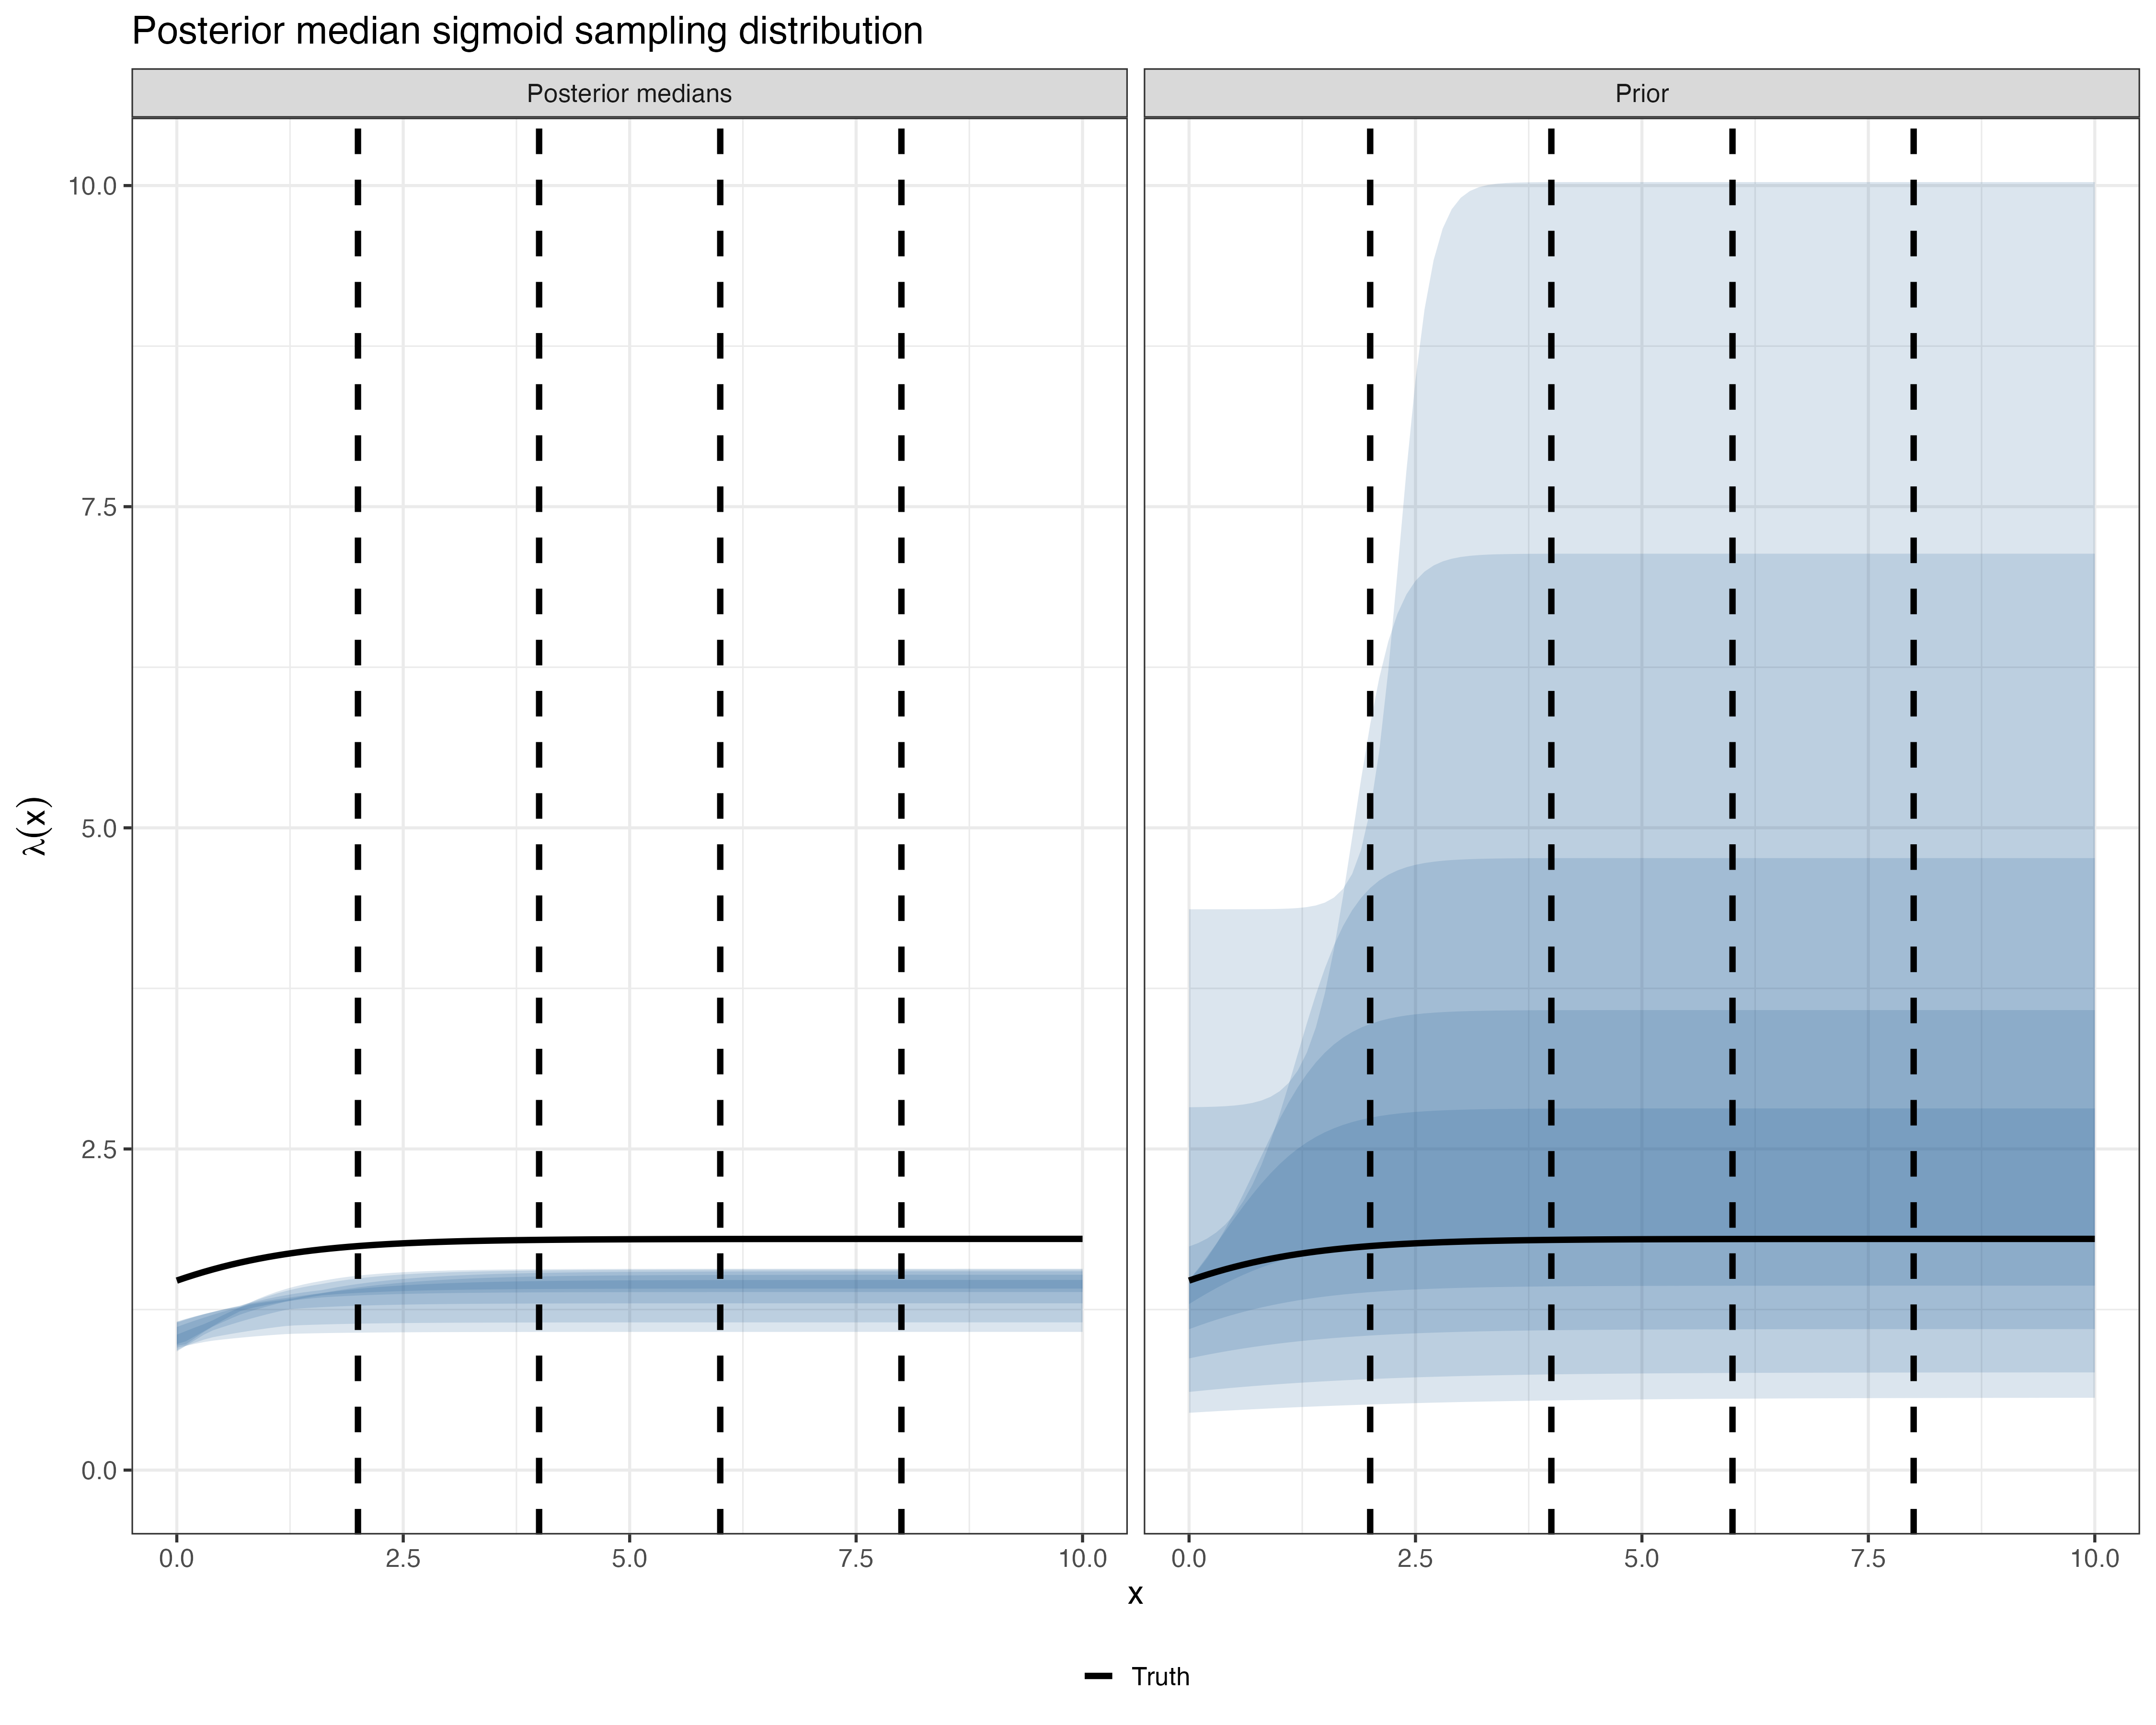 Posterior median sigmoid sampling distribution
Posterior medians
Prior
λ(x)
10.0
7.5
5.0
2.5
0.0
0.0 2.5 5.0 7.5 10.0
0.0 2.5 5.0 7.5 10.0
x
Truth